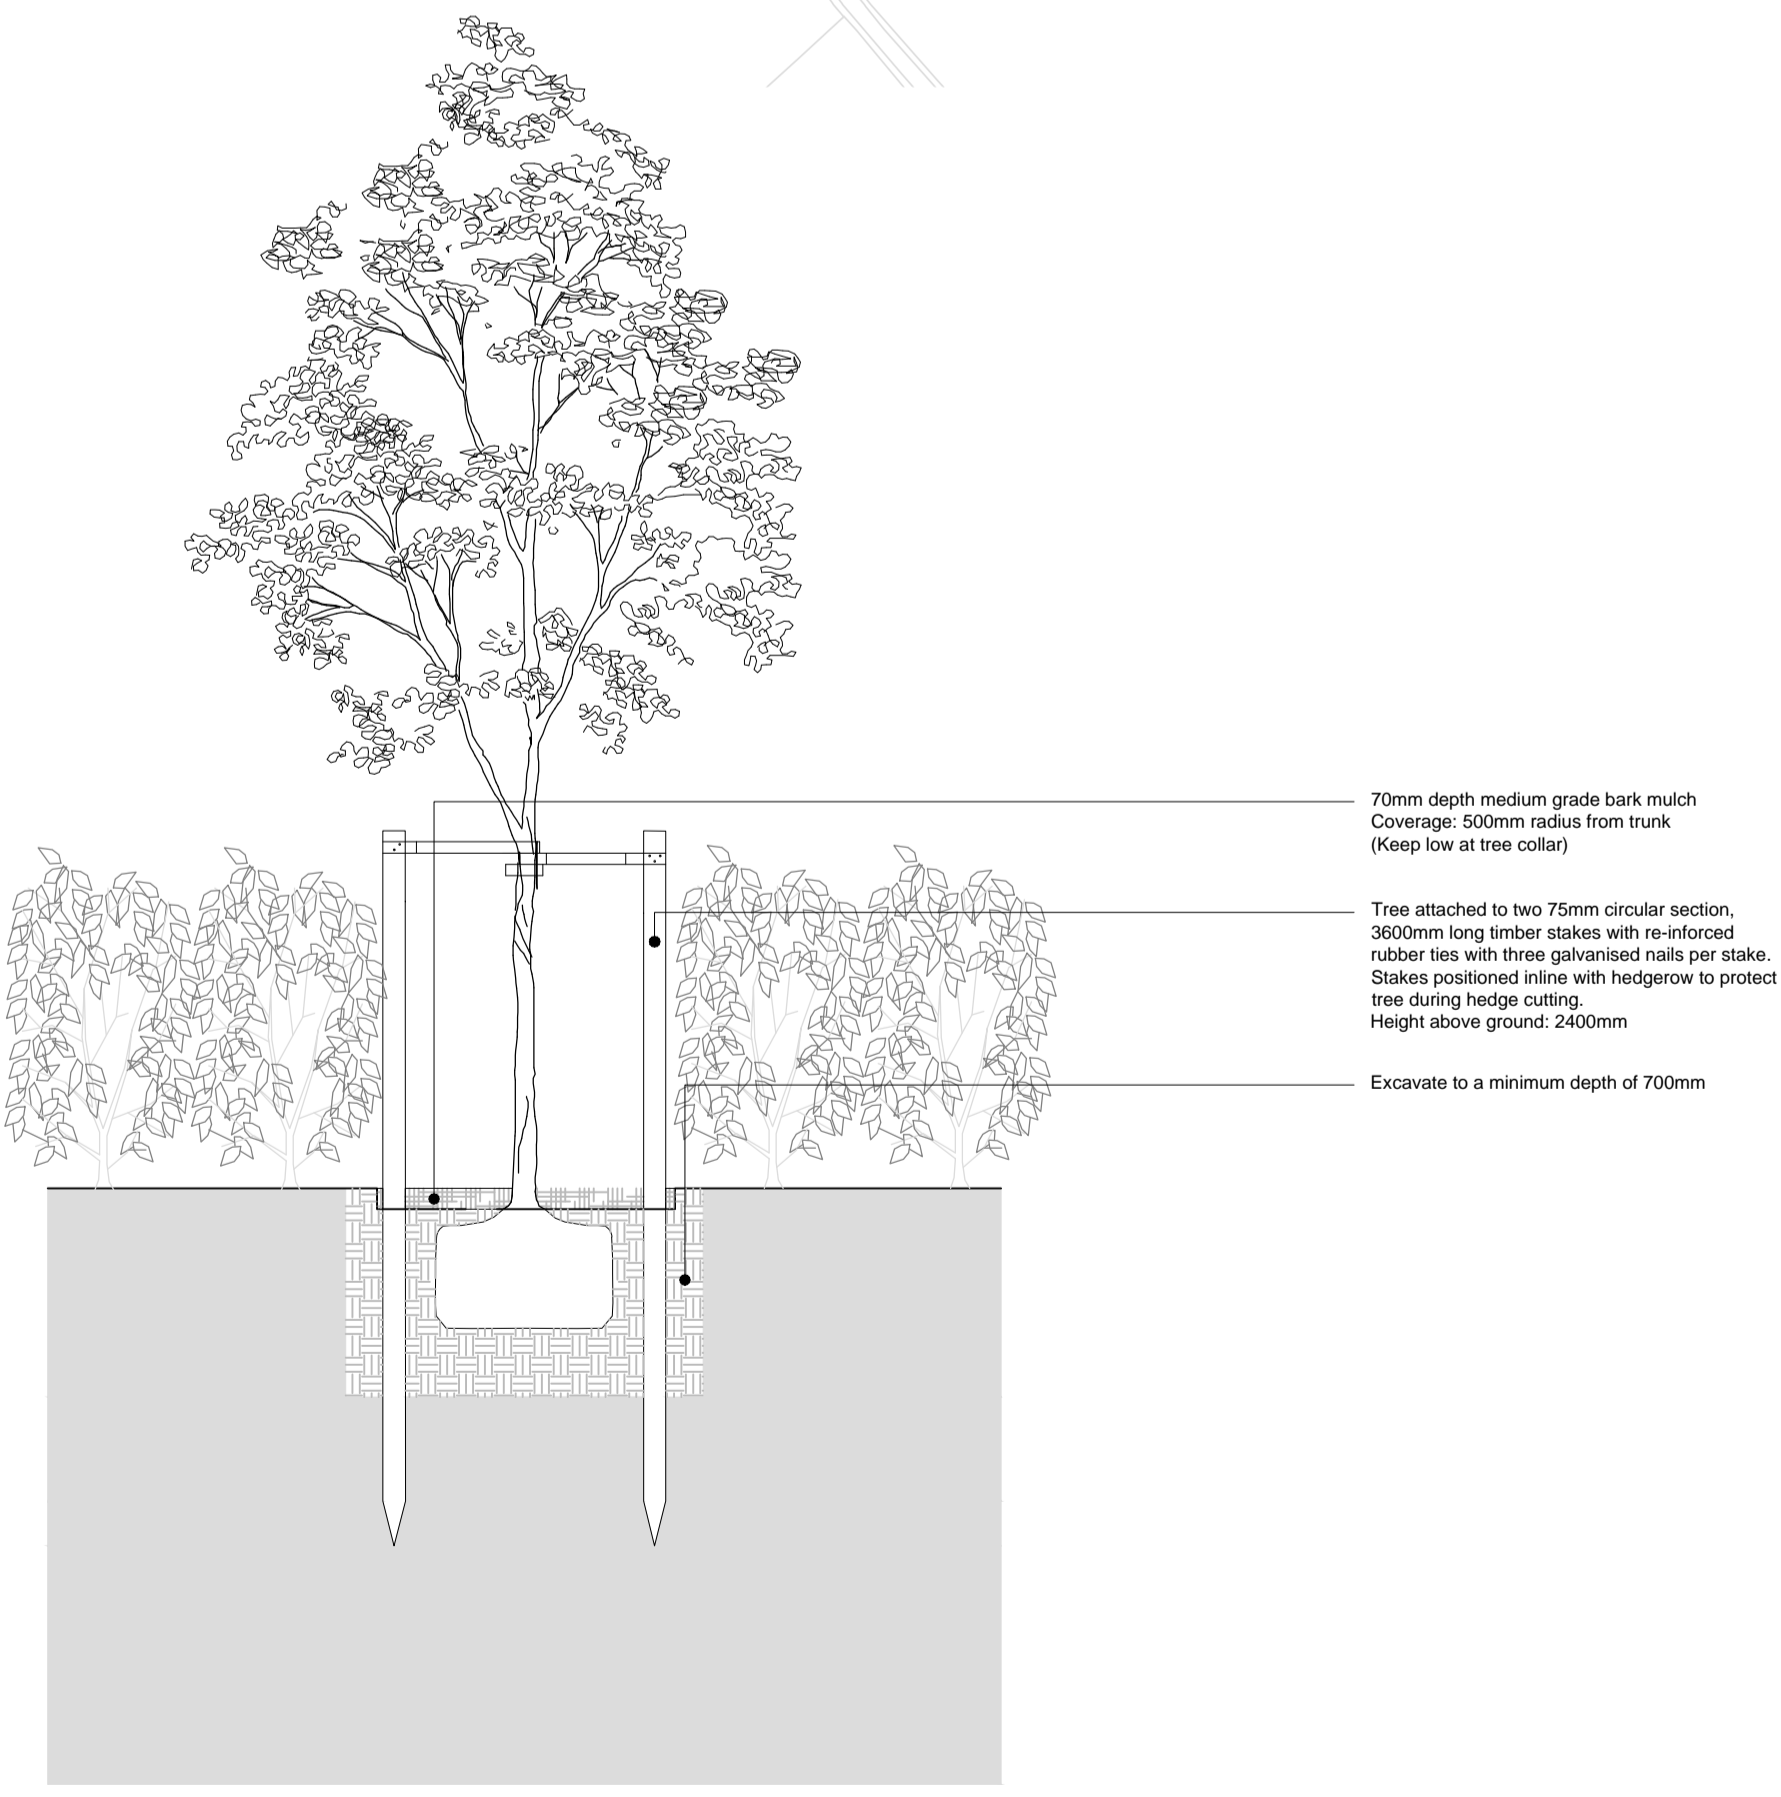 70mm depth medium grade bark mulch
Coverage: 500mm radius from trunk
(Keep low at tree collar)
Tree attached to two 75mm circular section,
3600mm long timber stakes with re-inforced
rubber ties with three galvanised nails per stake.
Stakes positioned inline with hedgerow to protect
tree during hedge cutting.
Height above ground: 2400mm
Excavate to a minimum depth of 700mm